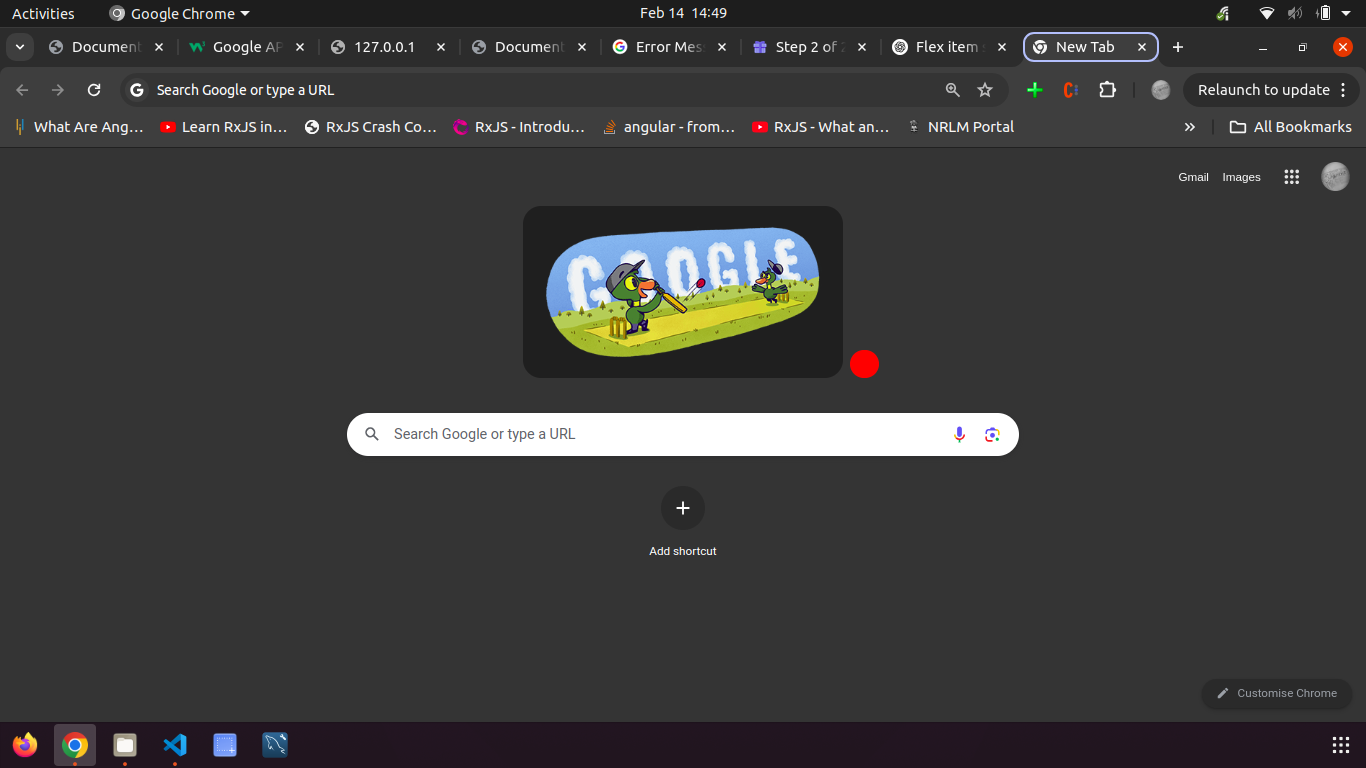 Activities
Google Chrome
Feb 14 14:49
Document
Google AP
127.0.0.1
Document
Error Mes
Step 2 of 2
Flex item
New Tab
Search Google or type a URL
Relaunch to update
What Are Ang...
Learn RxJS in...
RxJS Crash Co...
RxJS - Introdu...
angular - from...
RxJS - What an...
NRLM Portal
All Bookmarks
Gmail
Images
GOOGLE
Search Google or type a URL
Add shortcut
Customise Chrome